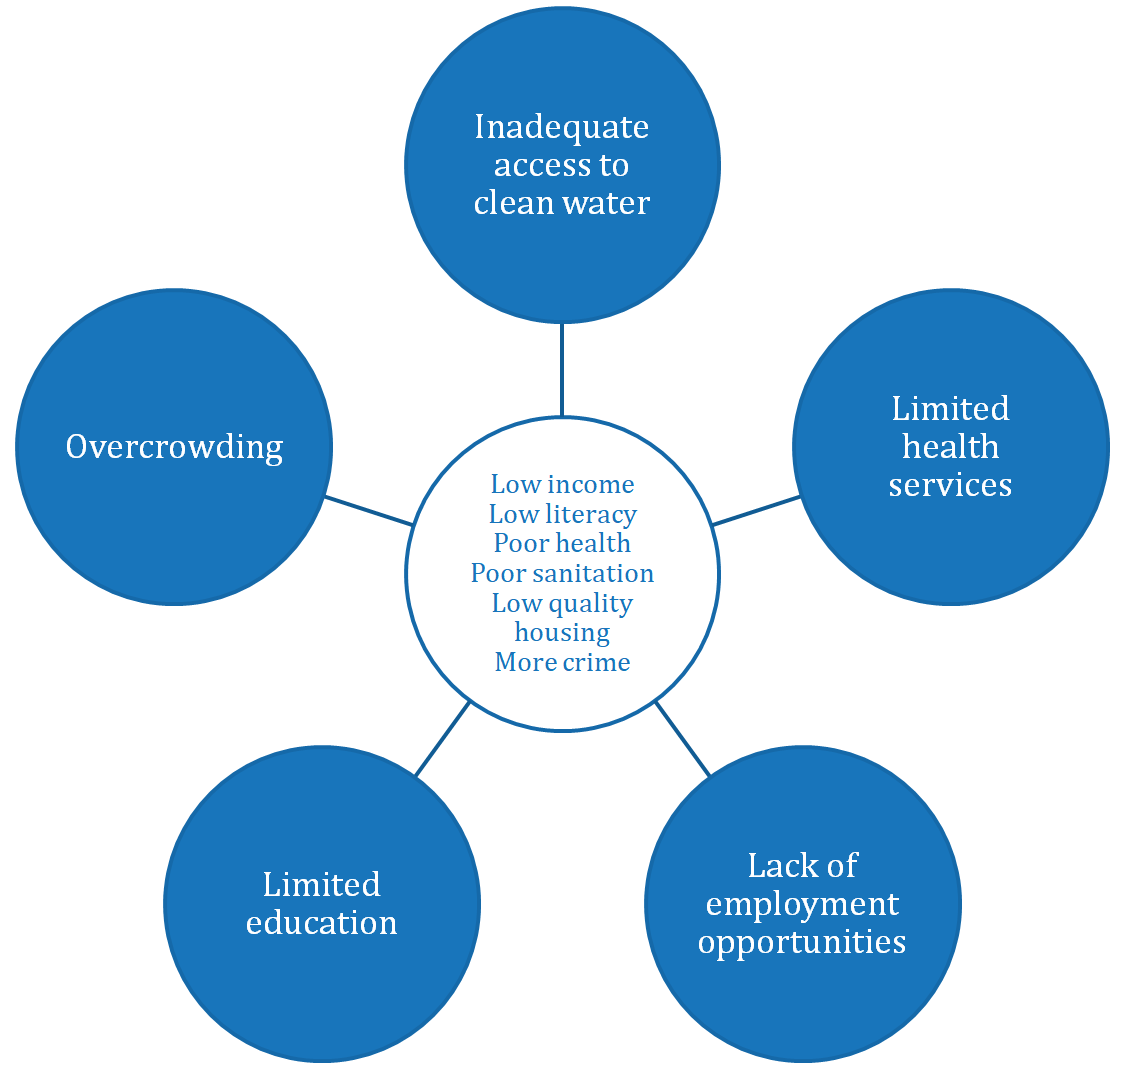 Inadequate
access to
clean water
Limited
health
services
Overcrowding
Low income
Low literacy
Poor health
Poor sanitation
Low quality
housing
More crime
Limited
education
Lack of
employment
opportunities